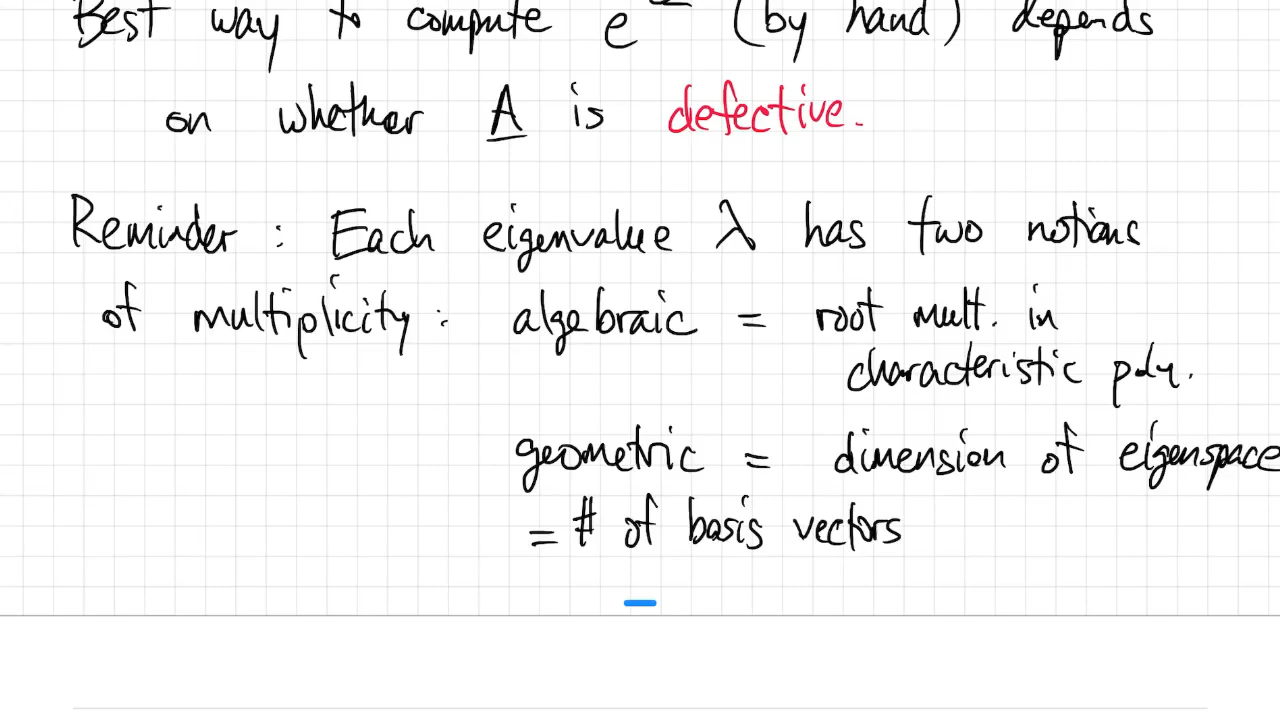 Best way to compute e (by hand) depends
on whether A is defective.
Reminder : Each eigenvalue λ has two notions
of multiplicity : algebraic = root mult. in
characteristic poly.
geometric = dimension of eigenspace
= # of basis vectors